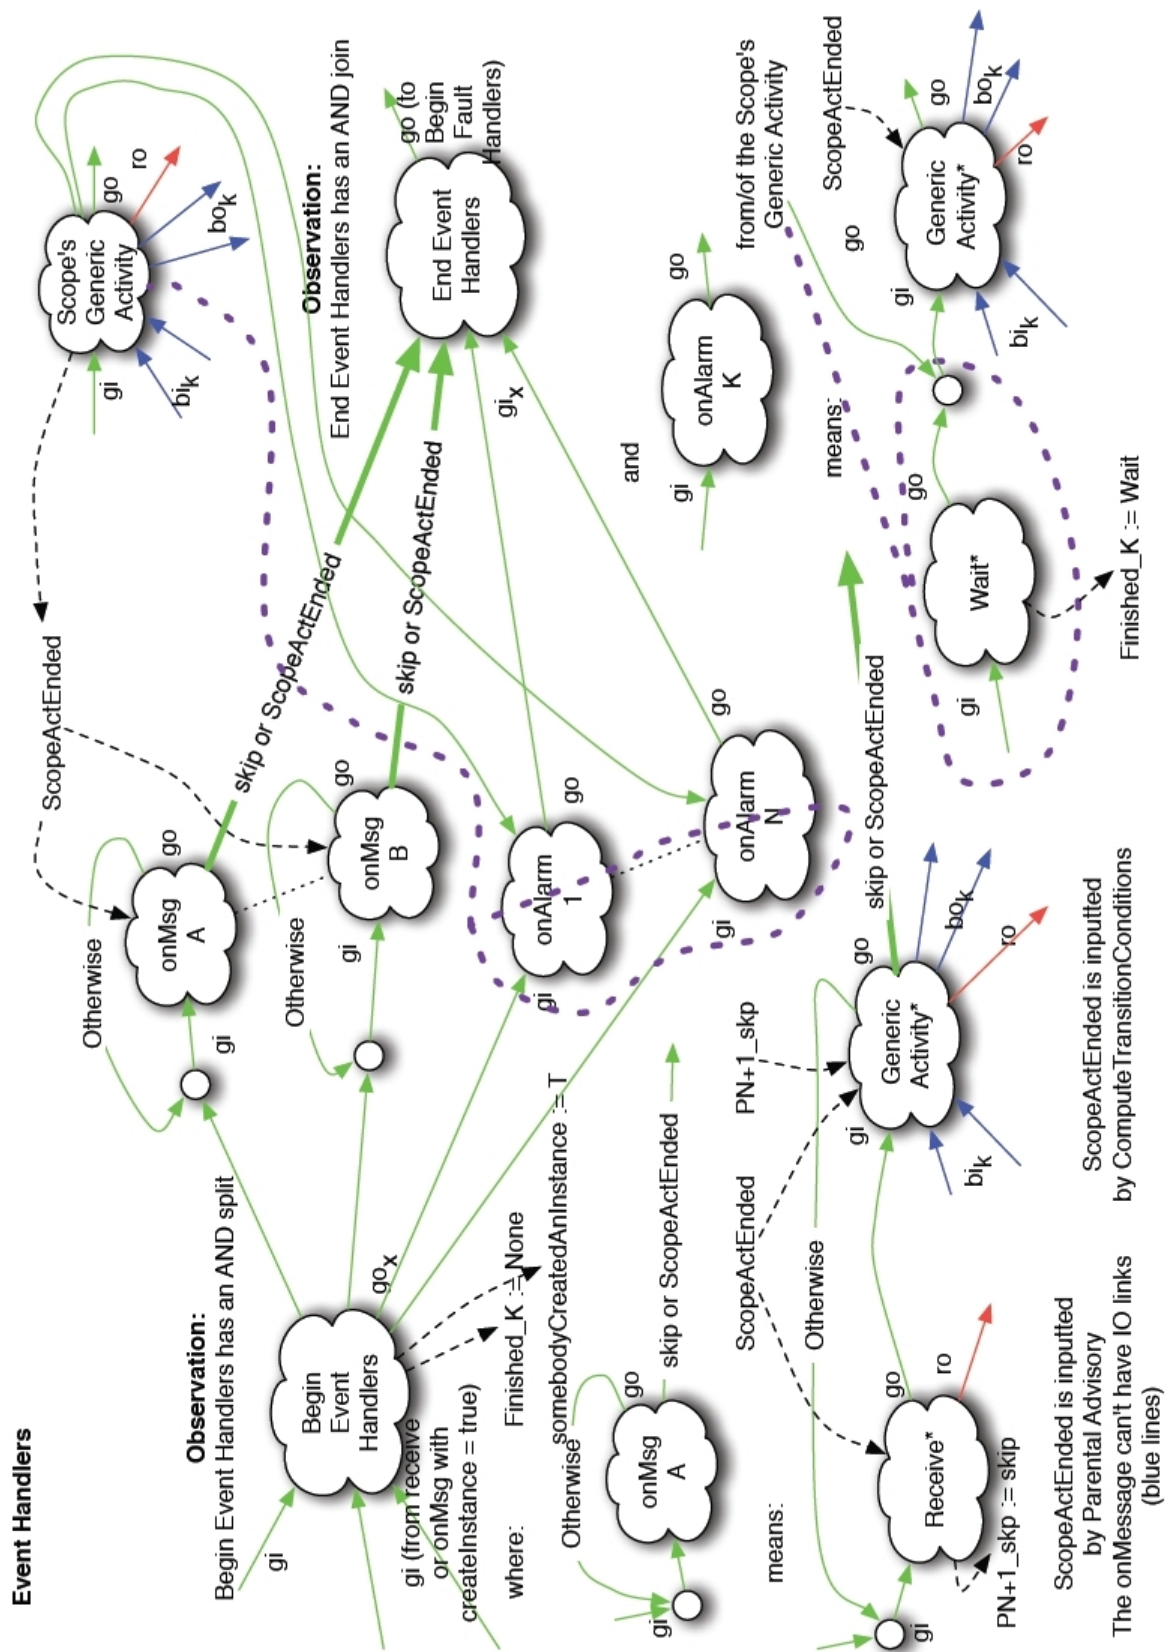 Event Handlers
Observation:
Begin Event Handlers has an AND split
gi
Begin
Event
Handlers
gox
gi (from receive
or onMsg with
createInstance = true)
Finished_K := None
somebodyCreatedAnInstance := T
Otherwise
gi
onMsg
A
go
Otherwise
gi
onMsg
B
go
ScopeActEnded
skip or ScopeActEnded
skip or ScopeActEnded
gi
onAlarm
1
go
gi
onAlarm
N
go
Scope's
Generic
Activity
gi
bik
go
ro
bok
Observation:
End Event Handlers has an AND join
End Event
Handlers
gix
go (to
Begin
Fault
Handlers)
where:
Otherwise
gi
onMsg
A
go
skip or ScopeActEnded
and
gi
onAlarm
K
go
means:
gi
Receive*
go
ro
PN+1_skp := skip
Otherwise
ScopeActEnded
PN+1_skp
gi
Generic
Activity*
bik
go
bok
ro
skip or ScopeActEnded
ScopeActEnded is inputted
by Parental Advisory
The onMessage can't have IO links
(blue lines)
ScopeActEnded is inputted
by ComputeTransitionConditions
means:
from/of the Scope's
Generic Activity
go
gi
Wait*
go
Finished_K := Wait
gi
Generic
Activity*
bik
ScopeActEnded
go
bok
ro